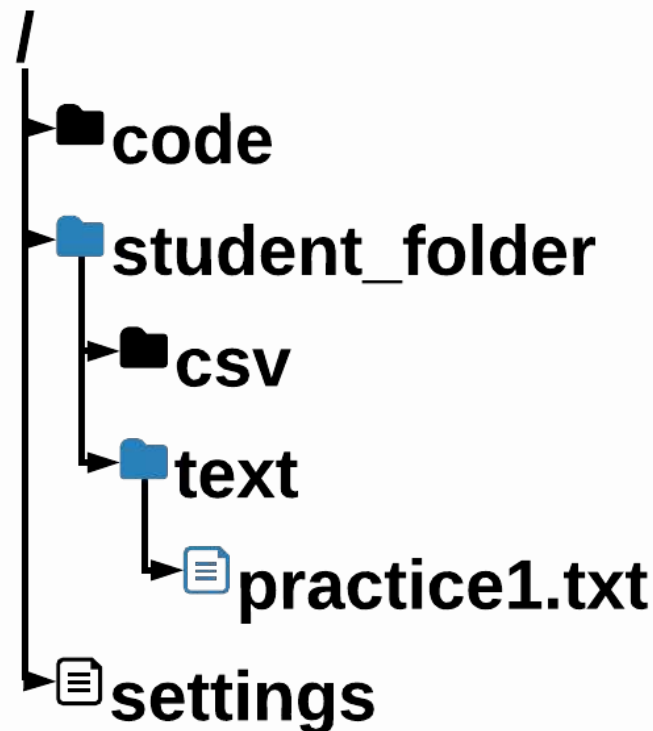 /
code
student_folder
csv
text
practice1.txt
settings